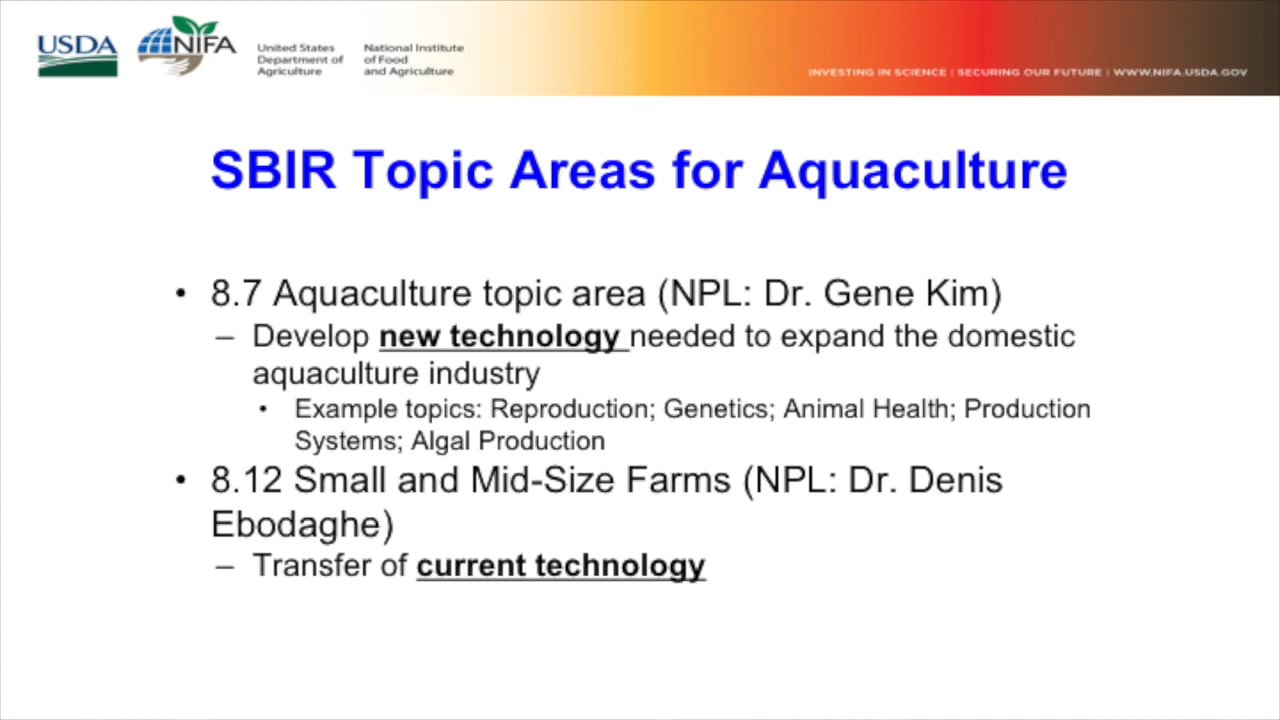 USDA
NIFA
United States
Department of
Agriculture
National Institute
of Food
and Agriculture
INVESTING IN SCIENCE | SECURING OUR FUTURE | WWW.NIFA.USDA.GOV
SBIR Topic Areas for Aquaculture
• 8.7 Aquaculture topic area (NPL: Dr. Gene Kim)
– Develop new technology needed to expand the domestic
aquaculture industry
• Example topics: Reproduction; Genetics; Animal Health; Production
Systems; Algal Production
• 8.12 Small and Mid-Size Farms (NPL: Dr. Denis
Ebodaghe)
– Transfer of current technology